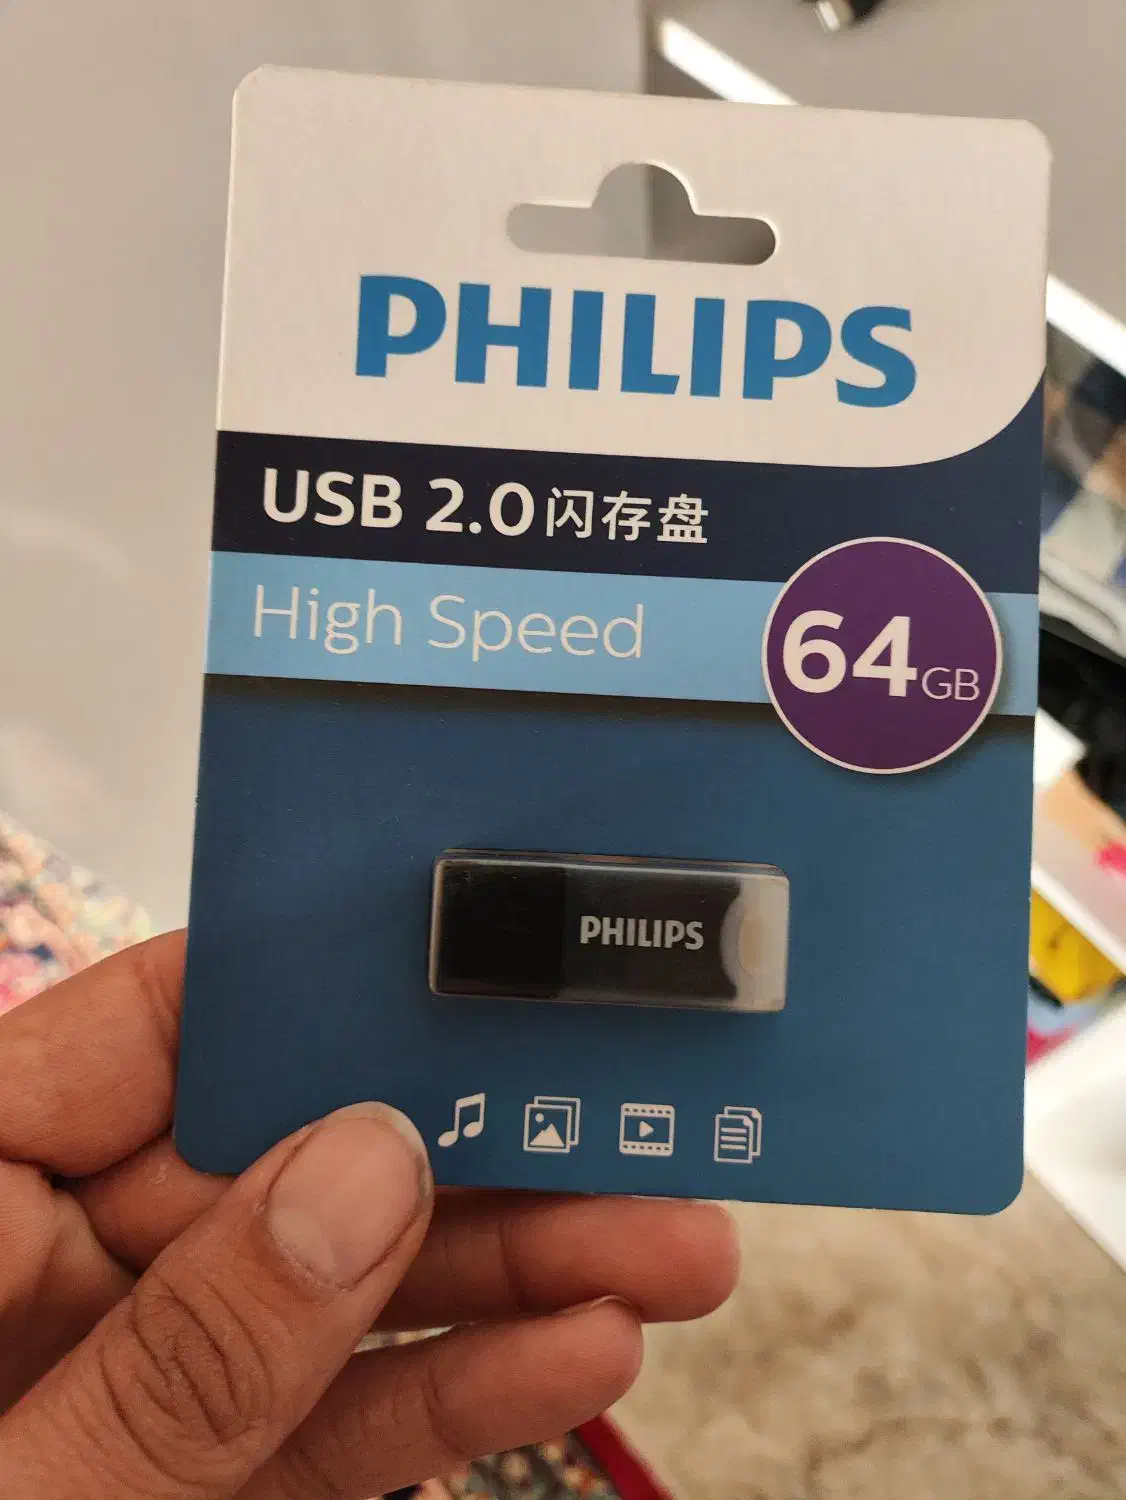 PHILIPS
USB 2.0闪存盘
High Speed
64GB
PHILIPS